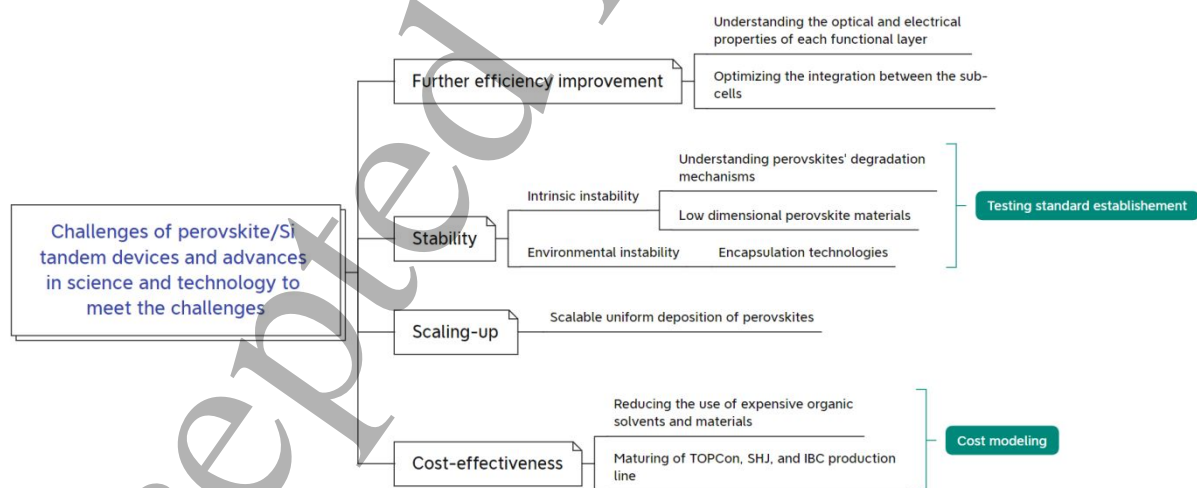 Understanding the optical and electrical
properties of each functional layer
Further efficiency improvement
Optimizing the integration between the sub-
cells
Understanding perovskites' degradation
mechanisms
Intrinsic instability
Testing standard establishement
Low dimensional perovskite materials
Challenges of perovskite/Si
tandem devices and advances
in science and technology to
meet the challenges
Stability
Environmental instability
Encapsulation technologies
Scaling-up
Scalable uniform deposition of perovskites
Reducing the use of expensive organic
solvents and materials
Cost modeling
Cost-effectiveness
Maturing of TOPCon, SHJ, and IBC production
line
epted